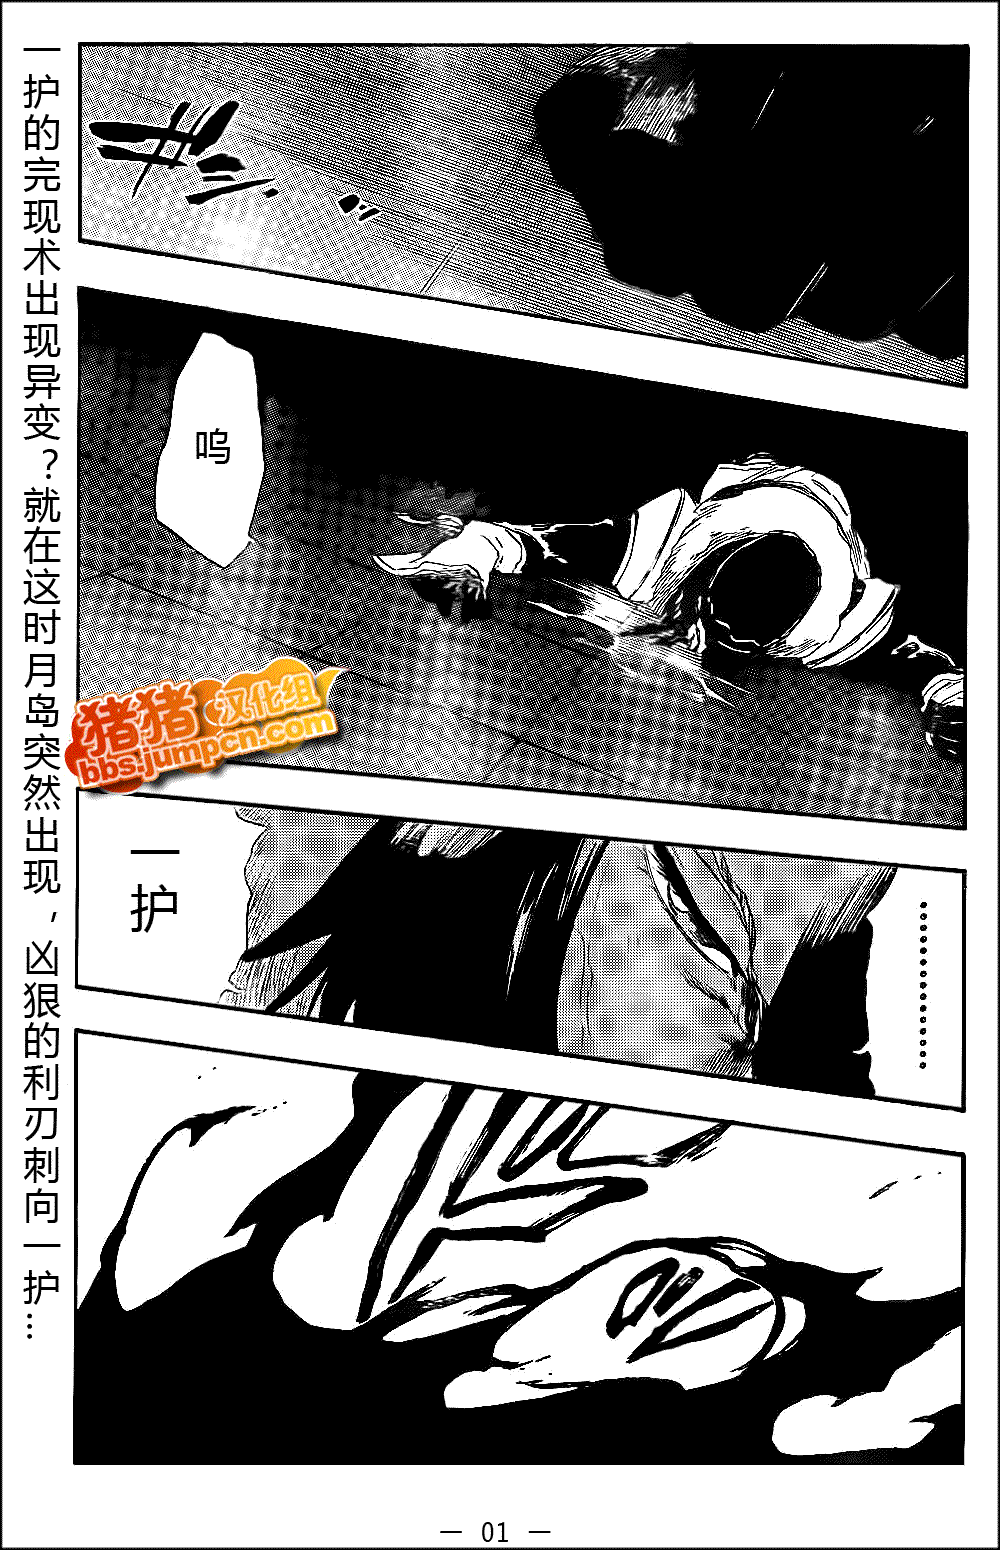 一护的完现术出现异变？就在这时月岛突然出现，凶狠的利刃刺向一护…
呜
猪猪汉化组
bbs.jumpcn.com
…………
一护
— 01 —